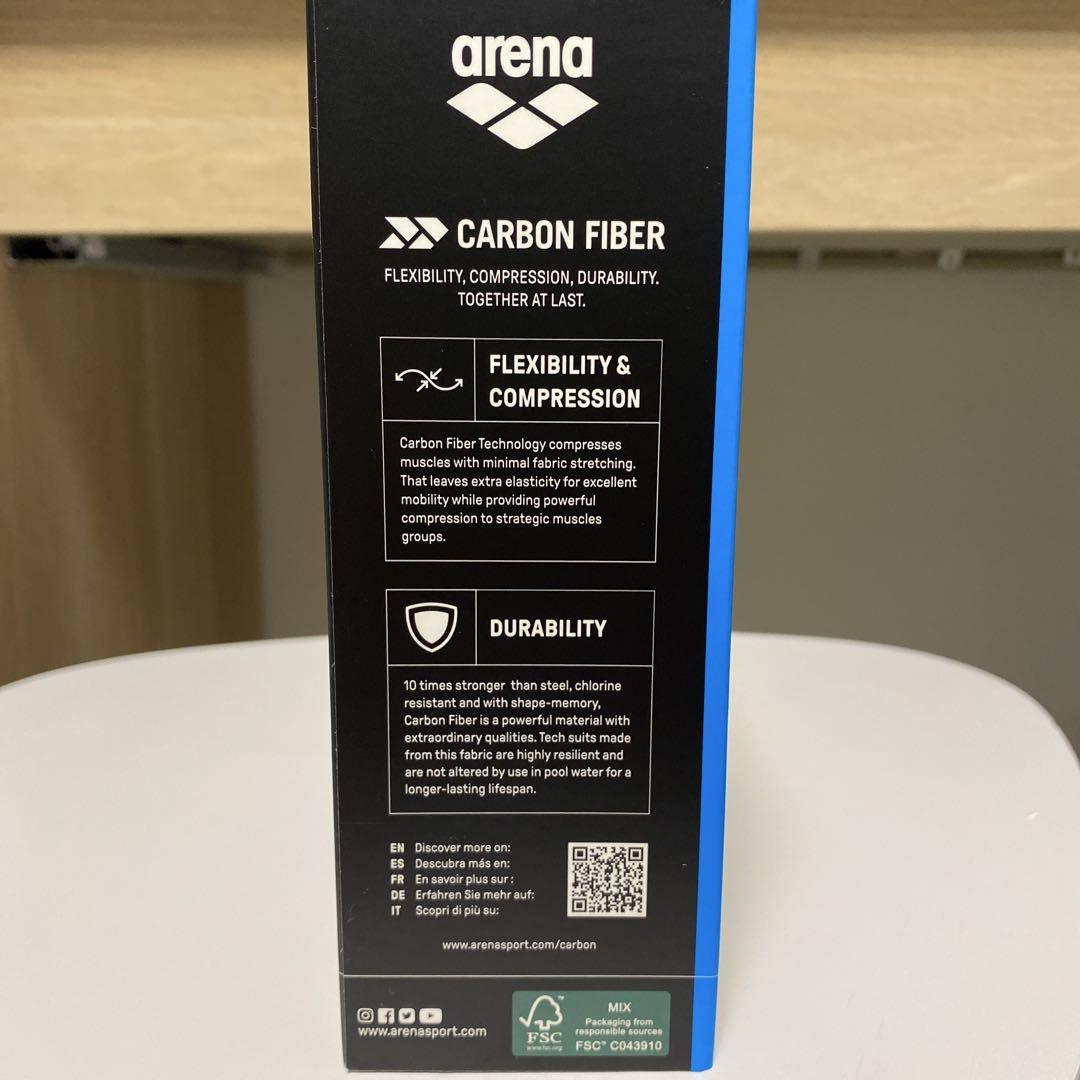 arena
CARBON FIBER
FLEXIBILITY, COMPRESSION, DURABILITY.
TOGETHER AT LAST.
FLEXIBILITY &
COMPRESSION
Carbon Fiber Technology compresses
muscles with minimal fabric stretching.
That leaves extra elasticity for excellent
mobility while providing powerful
compression to strategic muscles
groups.
DURABILITY
10 times stronger than steel, chlorine
resistant and with shape-memory,
Carbon Fiber is a powerful material with
extraordinary qualities. Tech suits made
from this fabric are highly resilient and
are not altered by use in pool water for a
longer-lasting lifespan.
EN Discover more on:
ES Descubra más en:
FR En savoir plus sur :
DE Erfahren Sie mehr auf:
IT Scopri di più su:
www.arenasport.com/carbon
www.arenasport.com
FSC
www.fsc.org
MIX
Packaging from
responsible sources
FSC™ C043910